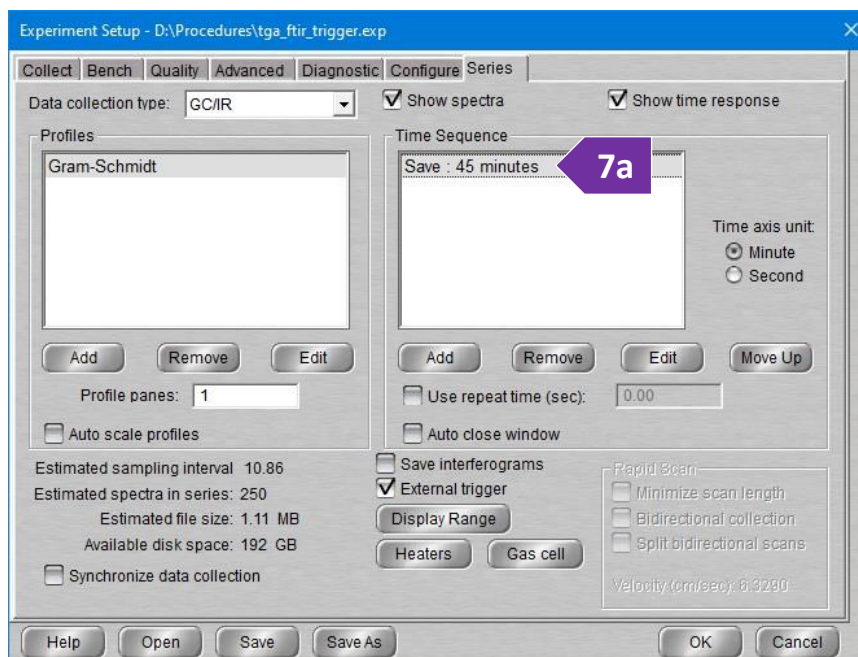 Experiment Setup - D:\Procedures\tga_ftir_trigger.exp
Collect Bench Quality Advanced Diagnostic Configure Series
Data collection type: GC/IR
Show spectra
Show time response
Profiles
Gram-Schmidt
Add Remove Edit
Profile panes: 1
Auto scale profiles
Time Sequence
Save : 45 minutes
7a
Time axis unit:
Minute
Second
Add Remove Edit Move Up
Use repeat time (sec): 0.00
Auto close window
Estimated sampling interval 10.86
Estimated spectra in series: 250
Estimated file size: 1.11 MB
Available disk space: 192 GB
Synchronize data collection
Save interferograms
External trigger
Display Range
Heaters Gas cell
Rapid Scan
Minimize scan length
Bidirectional collection
Split bidirectional scans
Velocity (cm/sec): 6.3290
Help Open Save Save As OK Cancel